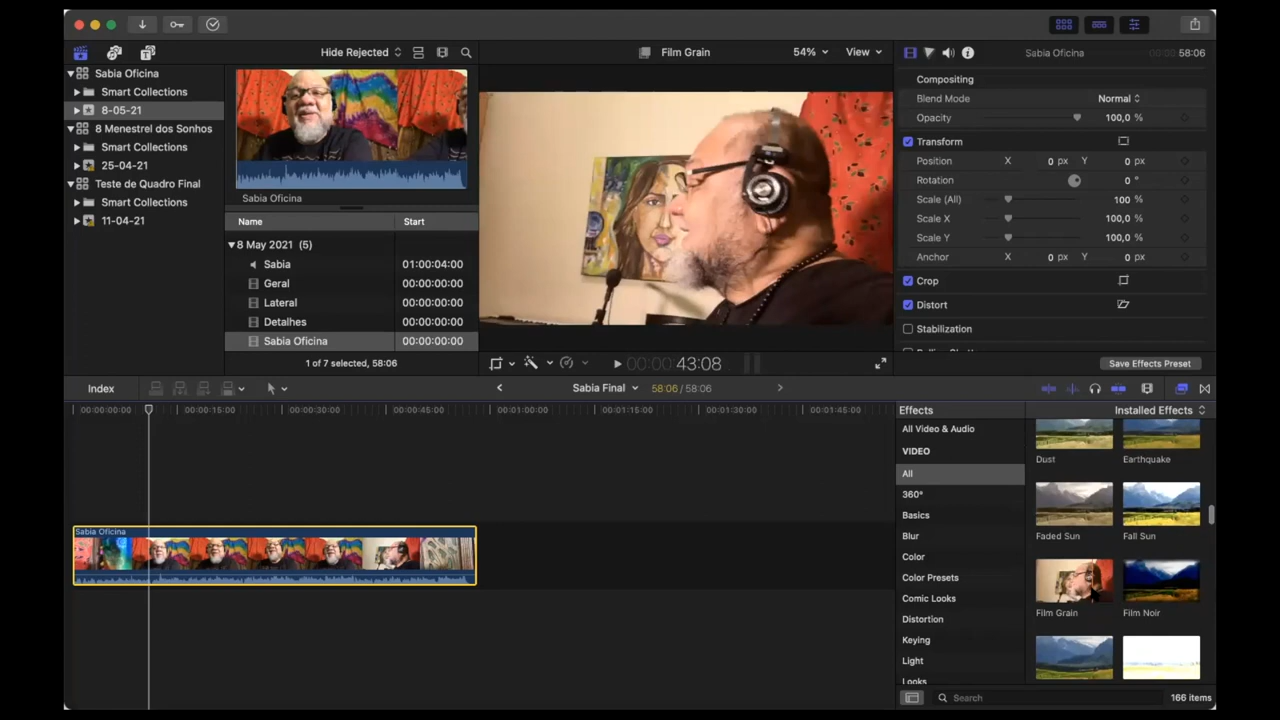 Hide Rejected
Film Grain
54%
View
Sabia Oficina
58:06
Sabia Oficina
Smart Collections
8-05-21
8 Menestrel dos Sonhos
Smart Collections
25-04-21
Teste de Quadro Final
Smart Collections
11-04-21
Sabia Oficina
Name
Start
8 May 2021 (5)
Sabia
01:00:04:00
Geral
00:00:00:00
Lateral
00:00:00:00
Detalhes
00:00:00:00
Sabia Oficina
00:00:00:00
1 of 7 selected, 58:06
00:00:43:08
Compositing
Blend Mode
Normal
Opacity
100,0 %
Transform
Position
X
0 px
Y
0 px
Rotation
0 °
Scale (All)
100 %
Scale X
100,0 %
Scale Y
100,0 %
Anchor
X
0 px
Y
0 px
Crop
Distort
Stabilization
Save Effects Preset
Index
Sabia Final
58:06 / 58:06
00:00:00:00
00:00:15:00
00:00:30:00
00:00:45:00
00:01:00:00
00:01:15:00
00:01:30:00
00:01:45:00
Sabia Oficina
Effects
Installed Effects
All Video & Audio
VIDEO
All
360°
Basics
Blur
Color
Color Presets
Comic Looks
Distortion
Keying
Light
Looks
Dust
Earthquake
Faded Sun
Fall Sun
Film Grain
Film Noir
Search
166 items